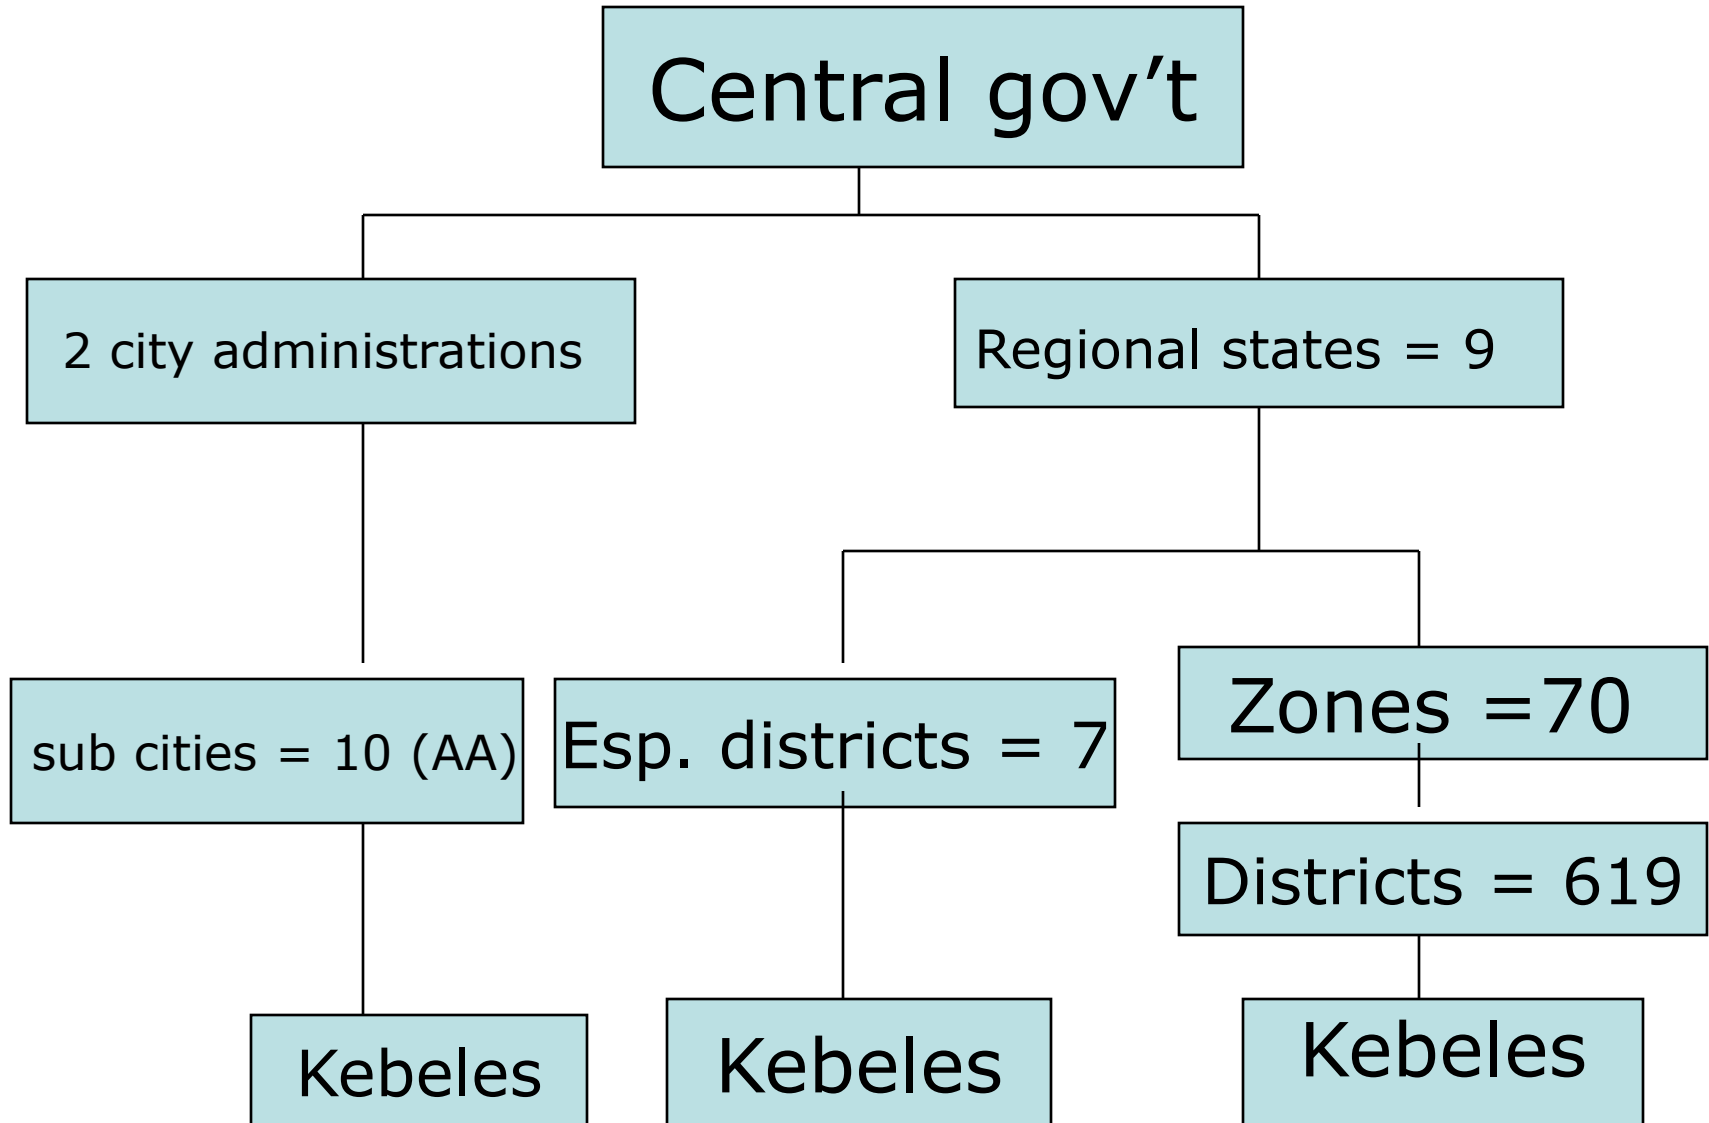 Central gov’t
2 city administrations
Regional states = 9
sub cities = 10 (AA)
Esp. districts = 7
Zones =70
Districts = 619
Kebeles
Kebeles
Kebeles